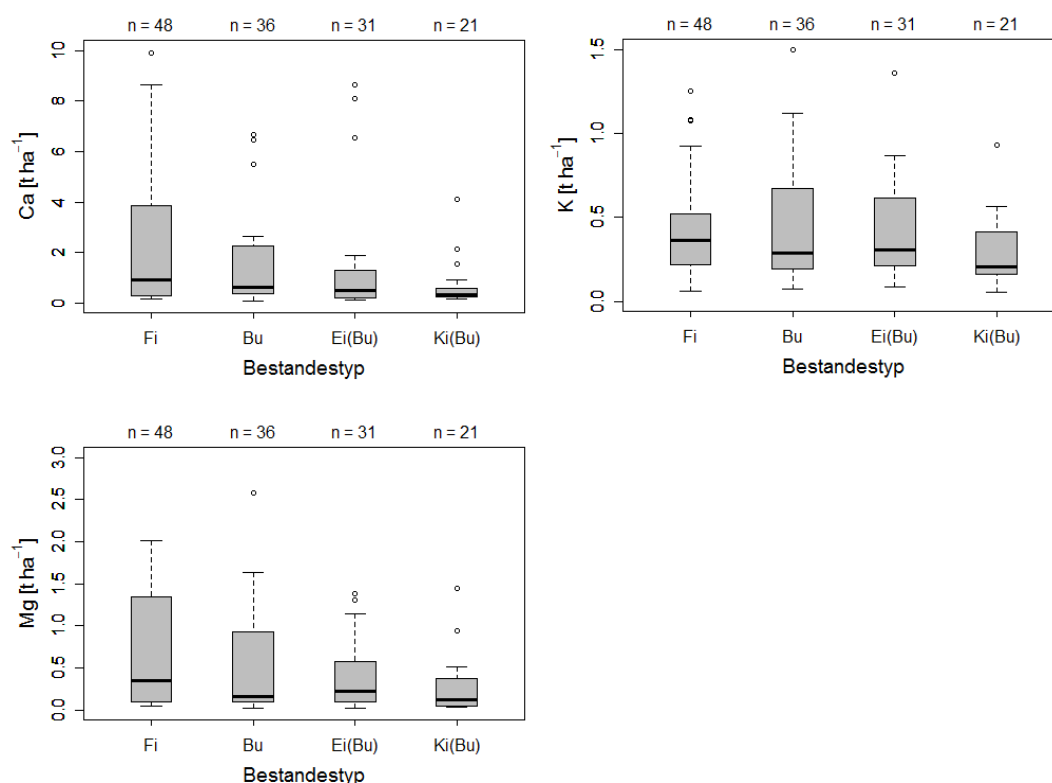 n = 48 n = 36 n = 31 n = 21
10
8
6
4
2
0
Ca [t ha⁻¹]
Fi Bu Ei(Bu) Ki(Bu)
Bestandestyp
n = 48 n = 36 n = 31 n = 21
1.5
1.0
0.5
0.0
K [t ha⁻¹]
Fi Bu Ei(Bu) Ki(Bu)
Bestandestyp
n = 48 n = 36 n = 31 n = 21
3.0
2.5
2.0
1.5
1.0
0.5
0.0
Mg [t ha⁻¹]
Fi Bu Ei(Bu) Ki(Bu)
Bestandestyp